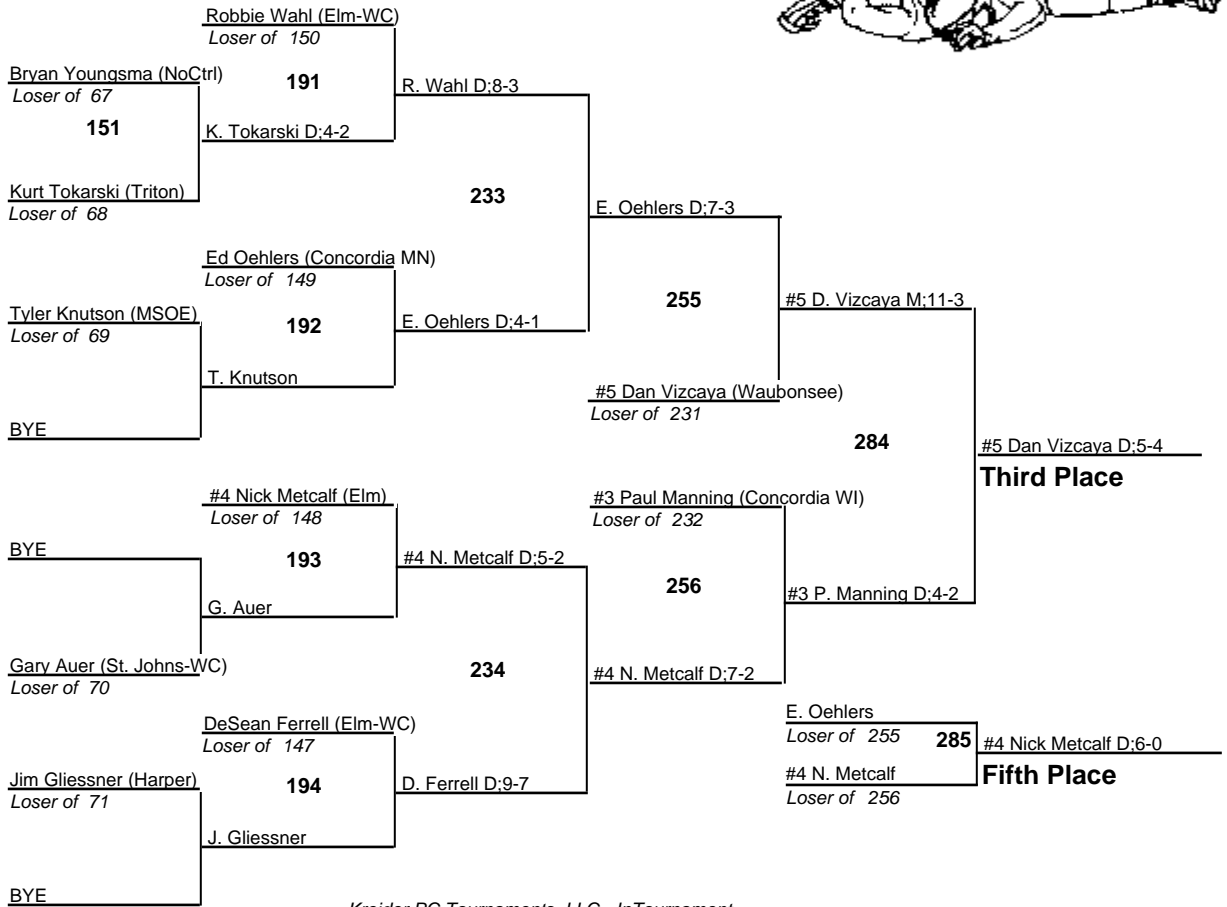 Robbie Wahl (Elm-WC)
Loser of 150
Bryan Youngsma (NoCtrl)
Loser of 67
191
R. Wahl D;8-3
151
K. Tokarski D;4-2
Kurt Tokarski (Triton)
Loser of 68
233
E. Oehlers D;7-3
Ed Oehlers (Concordia MN)
Loser of 149
255
#5 D. Vizcaya M;11-3
Tyler Knutson (MSOE)
Loser of 69
192
E. Oehlers D;4-1
T. Knutson
#5 Dan Vizcaya (Waubonsee)
Loser of 231
BYE
284
#5 Dan Vizcaya D;5-4
Third Place
#4 Nick Metcalf (Elm)
Loser of 148
#3 Paul Manning (Concordia WI)
Loser of 232
BYE
193
#4 N. Metcalf D;5-2
256
#3 P. Manning D;4-2
G. Auer
Gary Auer (St. Johns-WC)
Loser of 70
234
#4 N. Metcalf D;7-2
DeSean Ferrell (Elm-WC)
Loser of 147
E. Oehlers
Loser of 255
285
#4 Nick Metcalf D;6-0
Fifth Place
#4 N. Metcalf
Loser of 256
Jim Gliessner (Harper)
Loser of 71
194
D. Ferrell D;9-7
J. Gliessner
BYE